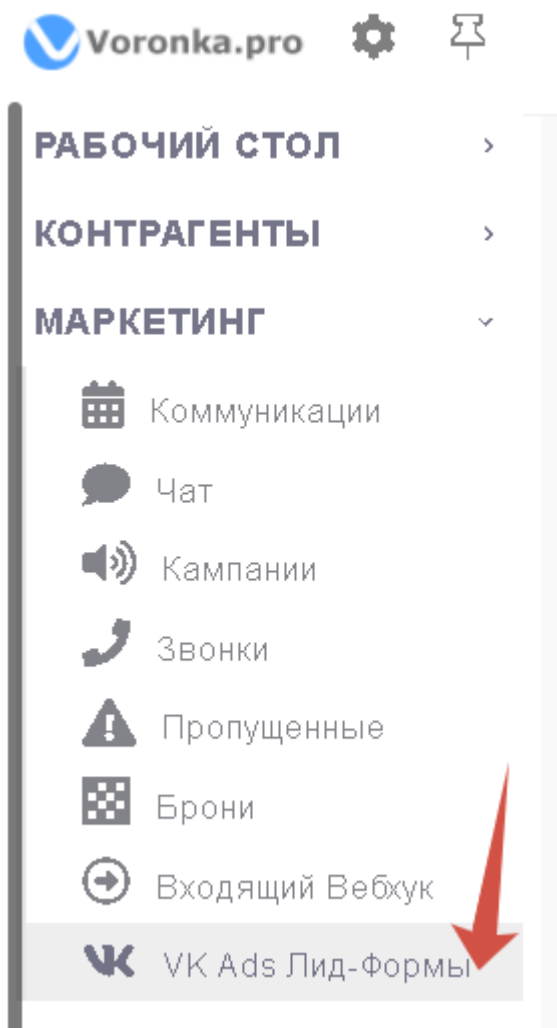 Voronka.pro
РАБОЧИЙ СТОЛ
КОНТРАГЕНТЫ
МАРКЕТИНГ
Коммуникации
Чат
Кампании
Звонки
Пропущенные
Брони
Входящий Вебхук
VK Ads Лид-Формы